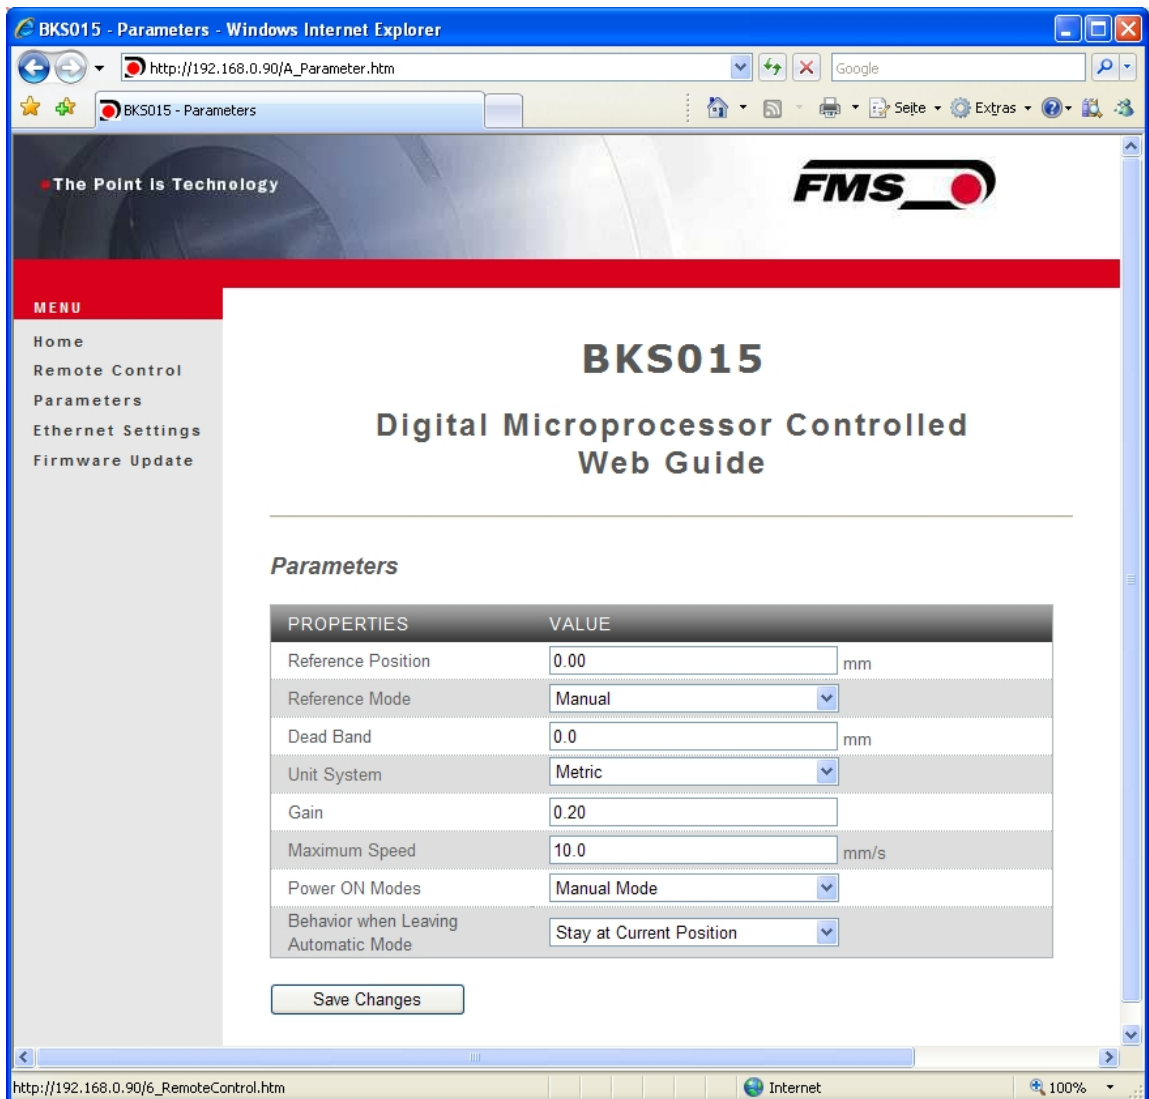 BKS015 - Parameters - Windows Internet Explorer
http://192.168.0.90/A_Parameter.htm
Google
BKS015 - Parameters
Seite
Extras
The Point is Technology
FMS
MENU
Home
Remote Control
Parameters
Ethernet Settings
Firmware Update
BKS015
Digital Microprocessor Controlled
Web Guide
Parameters
PROPERTIES VALUE
Reference Position 0.00 mm
Reference Mode Manual
Dead Band 0.0 mm
Unit System Metric
Gain 0.20
Maximum Speed 10.0 mm/s
Power ON Modes Manual Mode
Behavior when Leaving
Automatic Mode Stay at Current Position
Save Changes
http://192.168.0.90/6_RemoteControl.htm Internet 100%